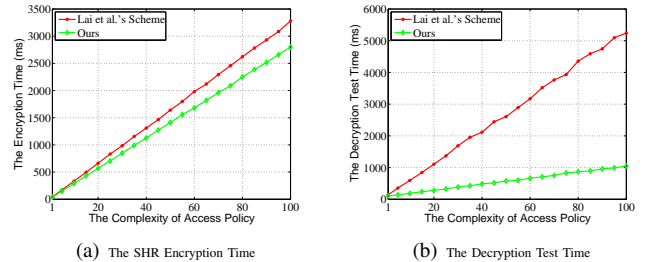 3500
3000
2500
2000
1500
1000
500
0
1
20
40
60
80
100
The Encryption Time (ms)
The Complexity of Access Policy
Lai et al.'s Scheme
Ours
(a) The SHR Encryption Time
6000
5000
4000
3000
2000
1000
0
1
20
40
60
80
100
The Decryption Test Time (ms)
The Complexity of Access Policy
Lai et al.'s Scheme
Ours
(b) The Decryption Test Time